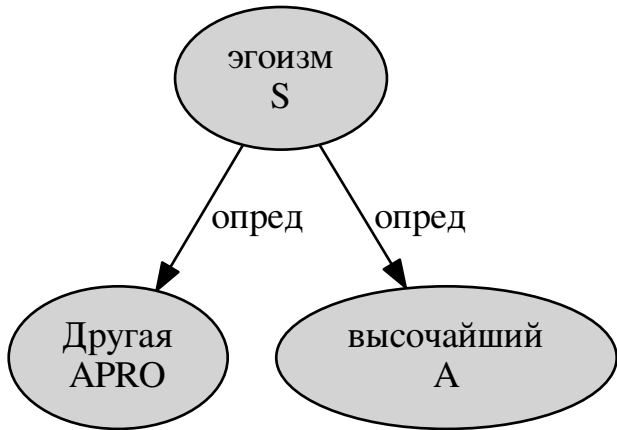 эгоизм
S
опред
опред
Другая
APRO
высочайший
A